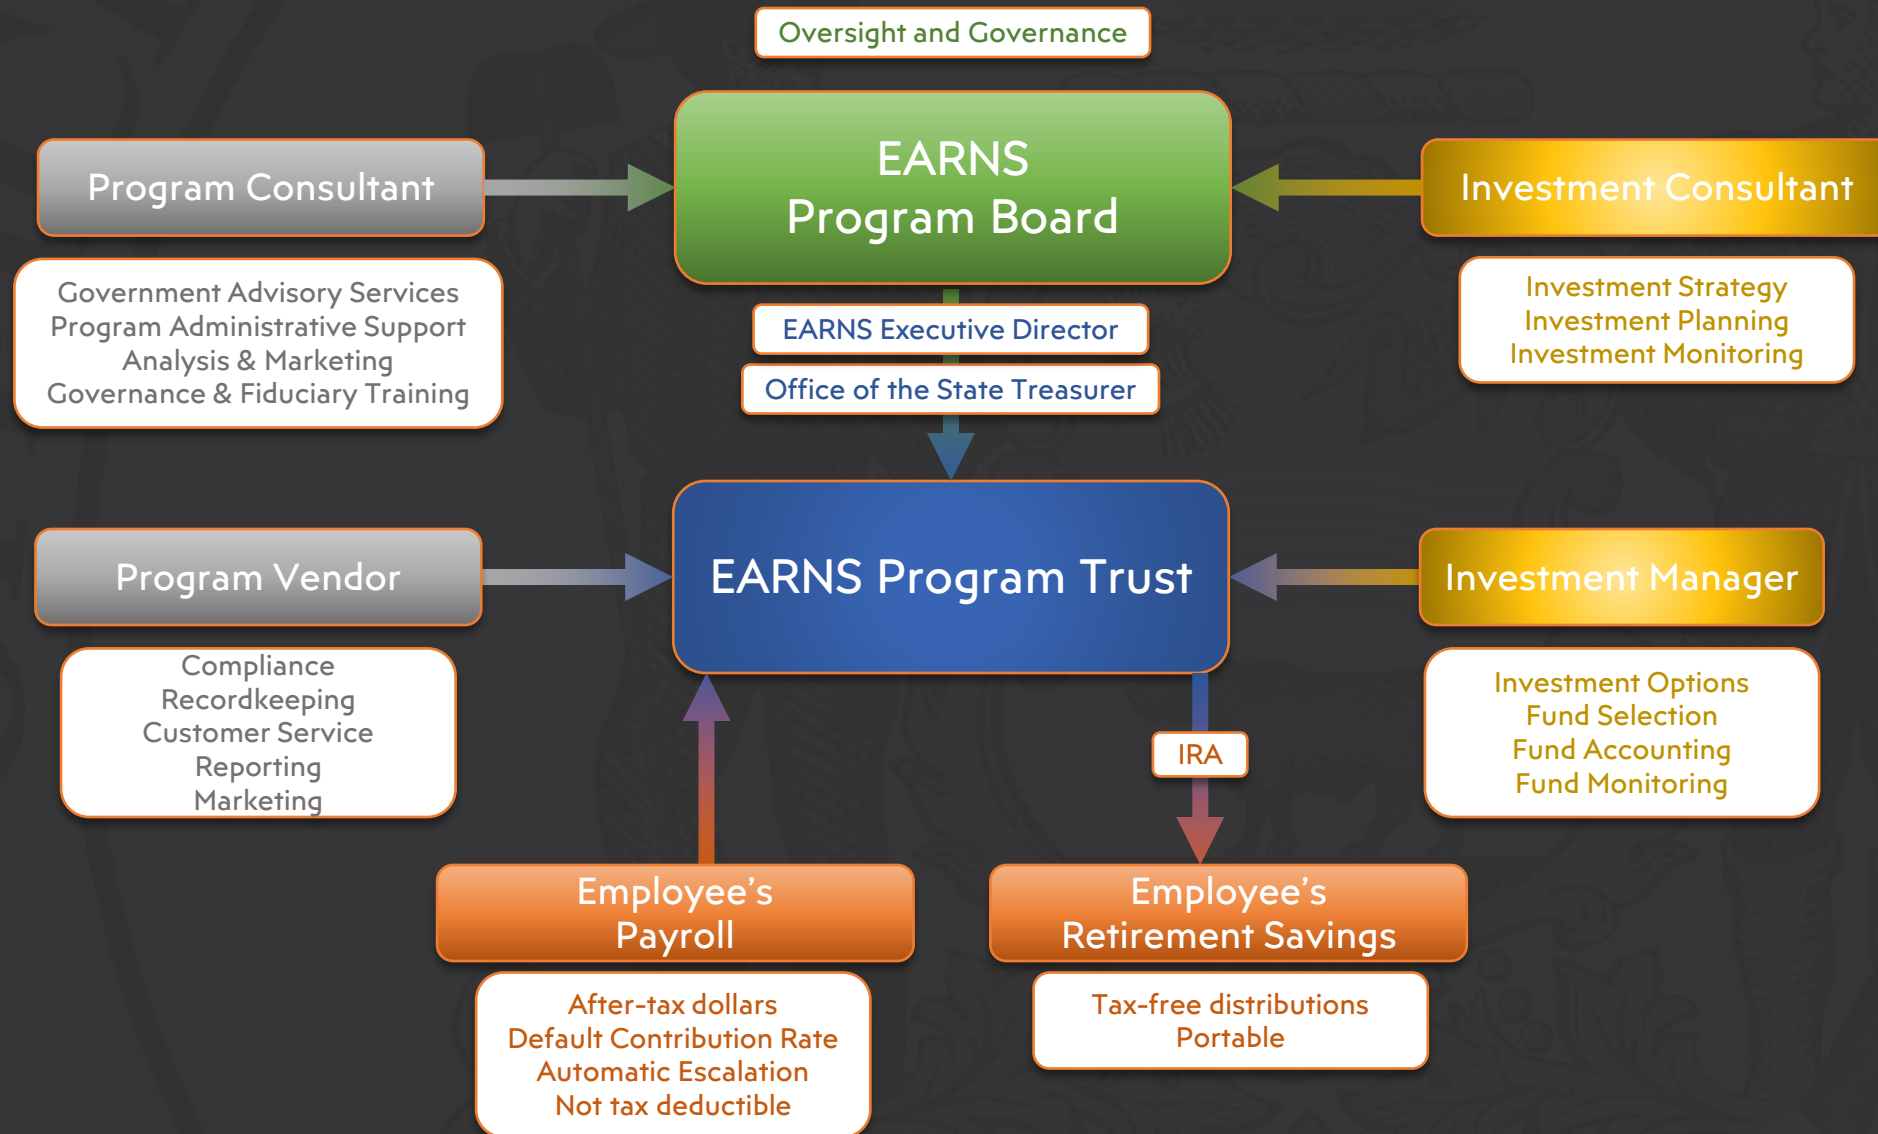 Oversight and Governance
EARNS
Program Board
Program Consultant
Government Advisory Services
Program Administrative Support
Analysis & Marketing
Governance & Fiduciary Training
Investment Consultant
Investment Strategy
Investment Planning
Investment Monitoring
EARNS Executive Director
Office of the State Treasurer
EARNS Program Trust
Program Vendor
Compliance
Recordkeeping
Customer Service
Reporting
Marketing
Investment Manager
Investment Options
Fund Selection
Fund Accounting
Fund Monitoring
IRA
Employee’s
Payroll
After-tax dollars
Default Contribution Rate
Automatic Escalation
Not tax deductible
Employee’s
Retirement Savings
Tax-free distributions
Portable